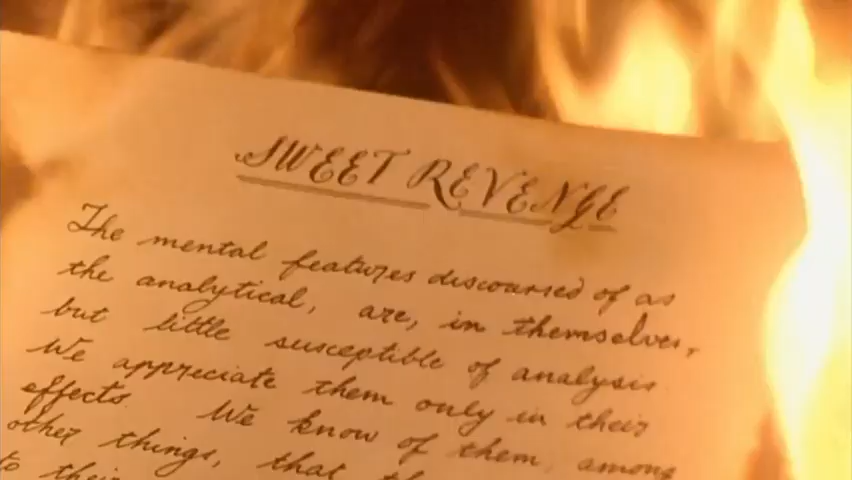 SWEET REVENGE
The mental features discoursed of as
the analytical, are, in themselves,
but little susceptible of analysis
We appreciate them only in their
effects. We know of them, among
other things, that
to their